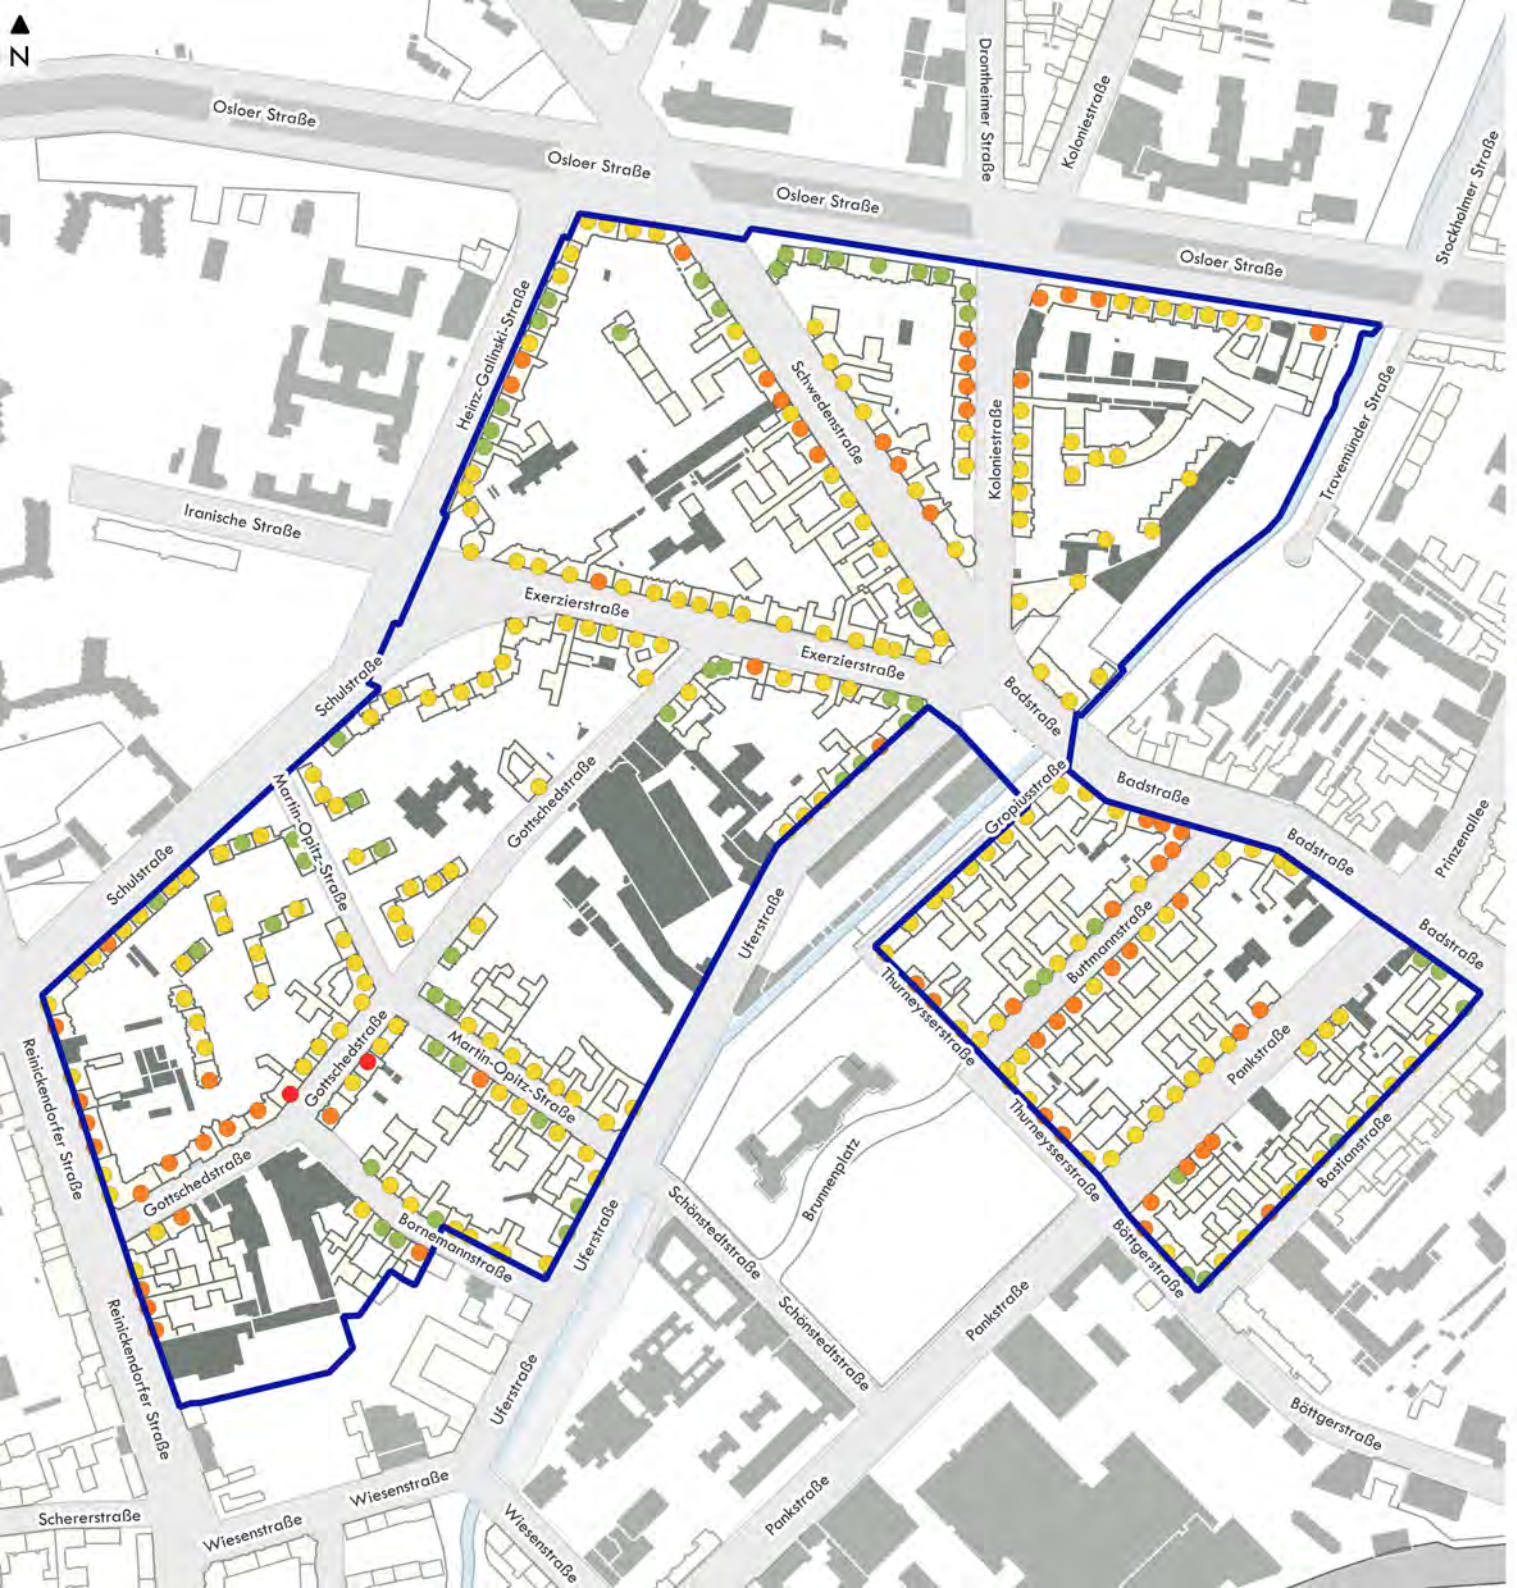 N
Osloer Straße
Osloer Straße
Osloer Straße
Osloer Straße
Drontheimer Straße
Koloniestraße
Stockholmer Straße
Heinz-Galinski-Straße
Schwedenstraße
Koloniestraße
Travemünder Straße
Iranische Straße
Exerzierstraße
Exerzierstraße
Schulstraße
Badstraße
Badstraße
Badstraße
Badstraße
Prinzenallee
Martin-Opitz-Straße
Gottschedstraße
Gropiusstraße
Schulstraße
Uferstraße
Buttmannstraße
Thurneysserstraße
Pankstraße
Reinickendorfer Straße
Gottschedstraße
Martin-Opitz-Straße
Thurneysserstraße
Bastianstraße
Gottschedstraße
Brunnenplatz
Bornemannstraße
Uferstraße
Schönstedtstraße
Böttgerstraße
Reinickendorfer Straße
Schönstedtstraße
Pankstraße
Uferstraße
Böttgerstraße
Wiesenstraße
Pankstraße
Schererstraße
Wiesenstraße
Wiesenstraße